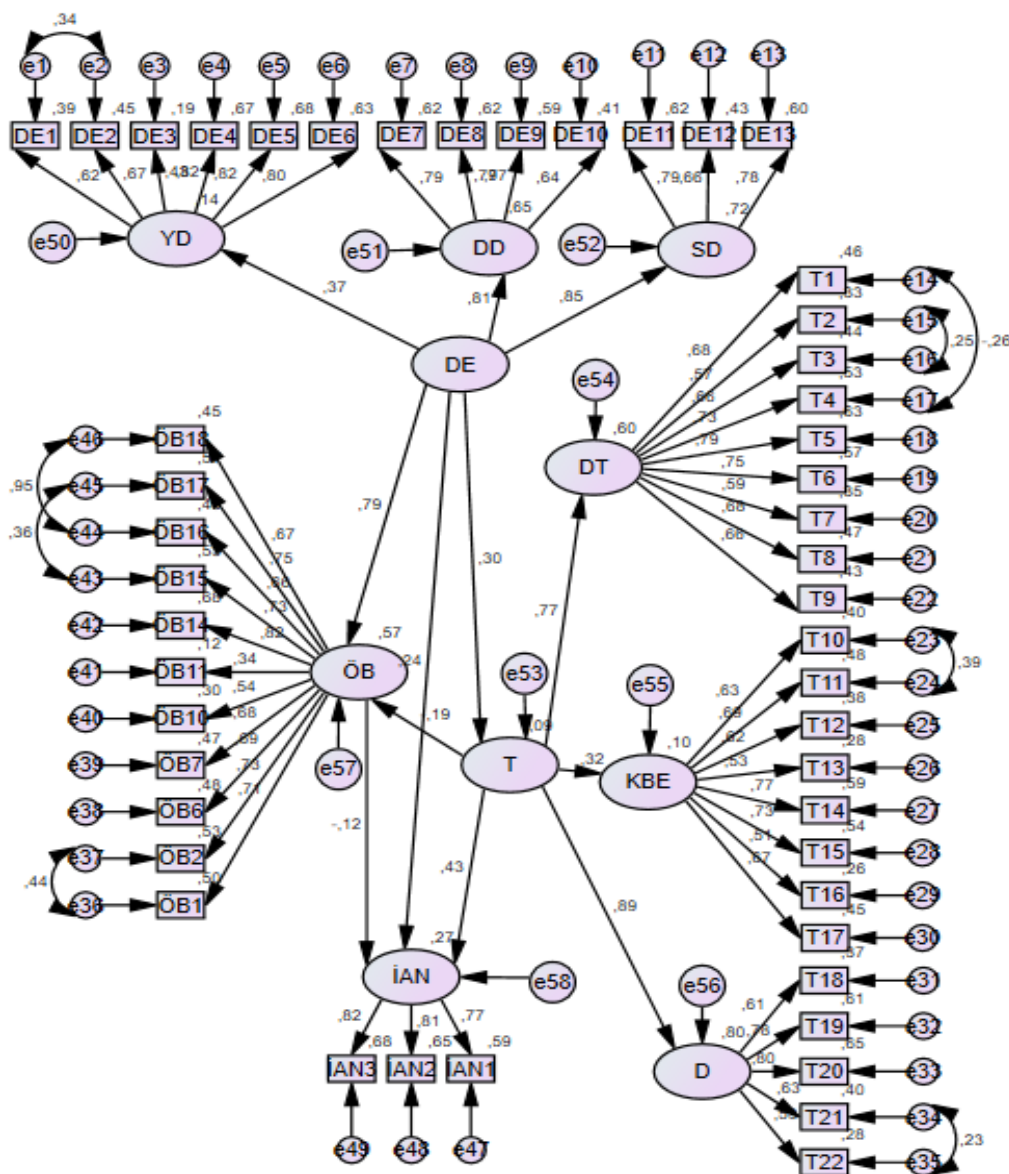 ,34
e1 e2 e3 e4 e5 e6 e7 e8 e9 e10 e11 e12 e13
,39 ,45 ,19 ,67 ,68 ,63 ,62 ,62 ,59 ,41 ,62 ,43 ,60
DE1 DE2 DE3 DE4 DE5 DE6 DE7 DE8 DE9 DE10 DE11 DE12 DE13
,62 ,67 ,82 ,80 ,79 ,77 ,64 ,79 ,66 ,78
,14 ,65 ,72
e50 YD e51 DD e52 SD
,37 ,81 ,85
DE
,46
T1 e14
T2 e15
,44
T3 e16
,25 -,26
,53
T4 e17
T5 e18
,57
T6 e19
,35
T7 e20
,47
T8 e21
,43
T9 e22
,68 ,57 ,73 ,79 ,75 ,59 ,68 ,66
e54
,60
DT
,45
e46 ÖB18
e45 ÖB17
,95
e44 ÖB16
,36
e43 ÖB15
e42 ÖB14
,12
e41 ÖB11
,30
e40 ÖB10
,47
e39 ÖB7
,48
e38 ÖB6
,53
e37 ÖB2
,44
,50
e36 ÖB1
,67 ,75 ,66 ,73 ,82 ,34 ,54 ,68 ,69 ,73 ,71
,79 ,30 ,77
,57
ÖB ,24
e57
,19
e53
,09
T
,32
e55
,10
KBE
,40
T10 e23
,48 ,39
T11 e24
,38
T12 e25
,28
T13 e26
,59
T14 e27
,54
T15 e28
,26
T16 e29
,45
T17 e30
,63 ,69 ,62 ,53 ,77 ,73 ,51 ,67
-,12 ,43 ,89
,27
İAN e58
,82 ,81 ,77
,68 ,65 ,59
İAN3 İAN2 İAN1
e49 e48 e47
e56
,80
D
,37
T18 e31
,61
T19 e32
,65
T20 e33
,40
T21 e34
,28 ,23
T22 e35
,61 ,78 ,80 ,63